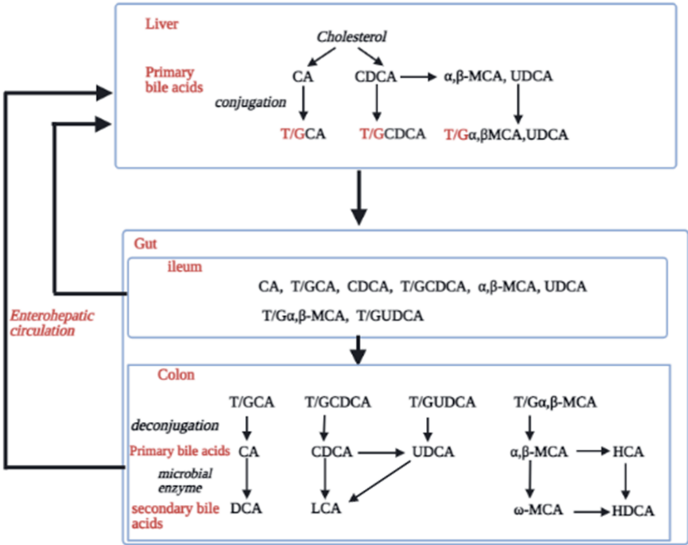 Liver
Cholesterol
Primary
bile acids
CA CDCA α,β-MCA, UDCA
conjugation
T/GCA T/GCDCA T/Gα,βMCA,UDCA
Gut
ileum
CA, T/GCA, CDCA, T/GCDCA, α,β-MCA, UDCA
T/Gα,β-MCA, T/GUDCA
Enterohepatic
circulation
Colon
T/GCA T/GCDCA T/GUDCA T/Gα,β-MCA
deconjugation
Primary bile acids CA CDCA UDCA α,β-MCA HCA
microbial
enzyme
secondary bile
acids
DCA LCA ω-MCA HDCA